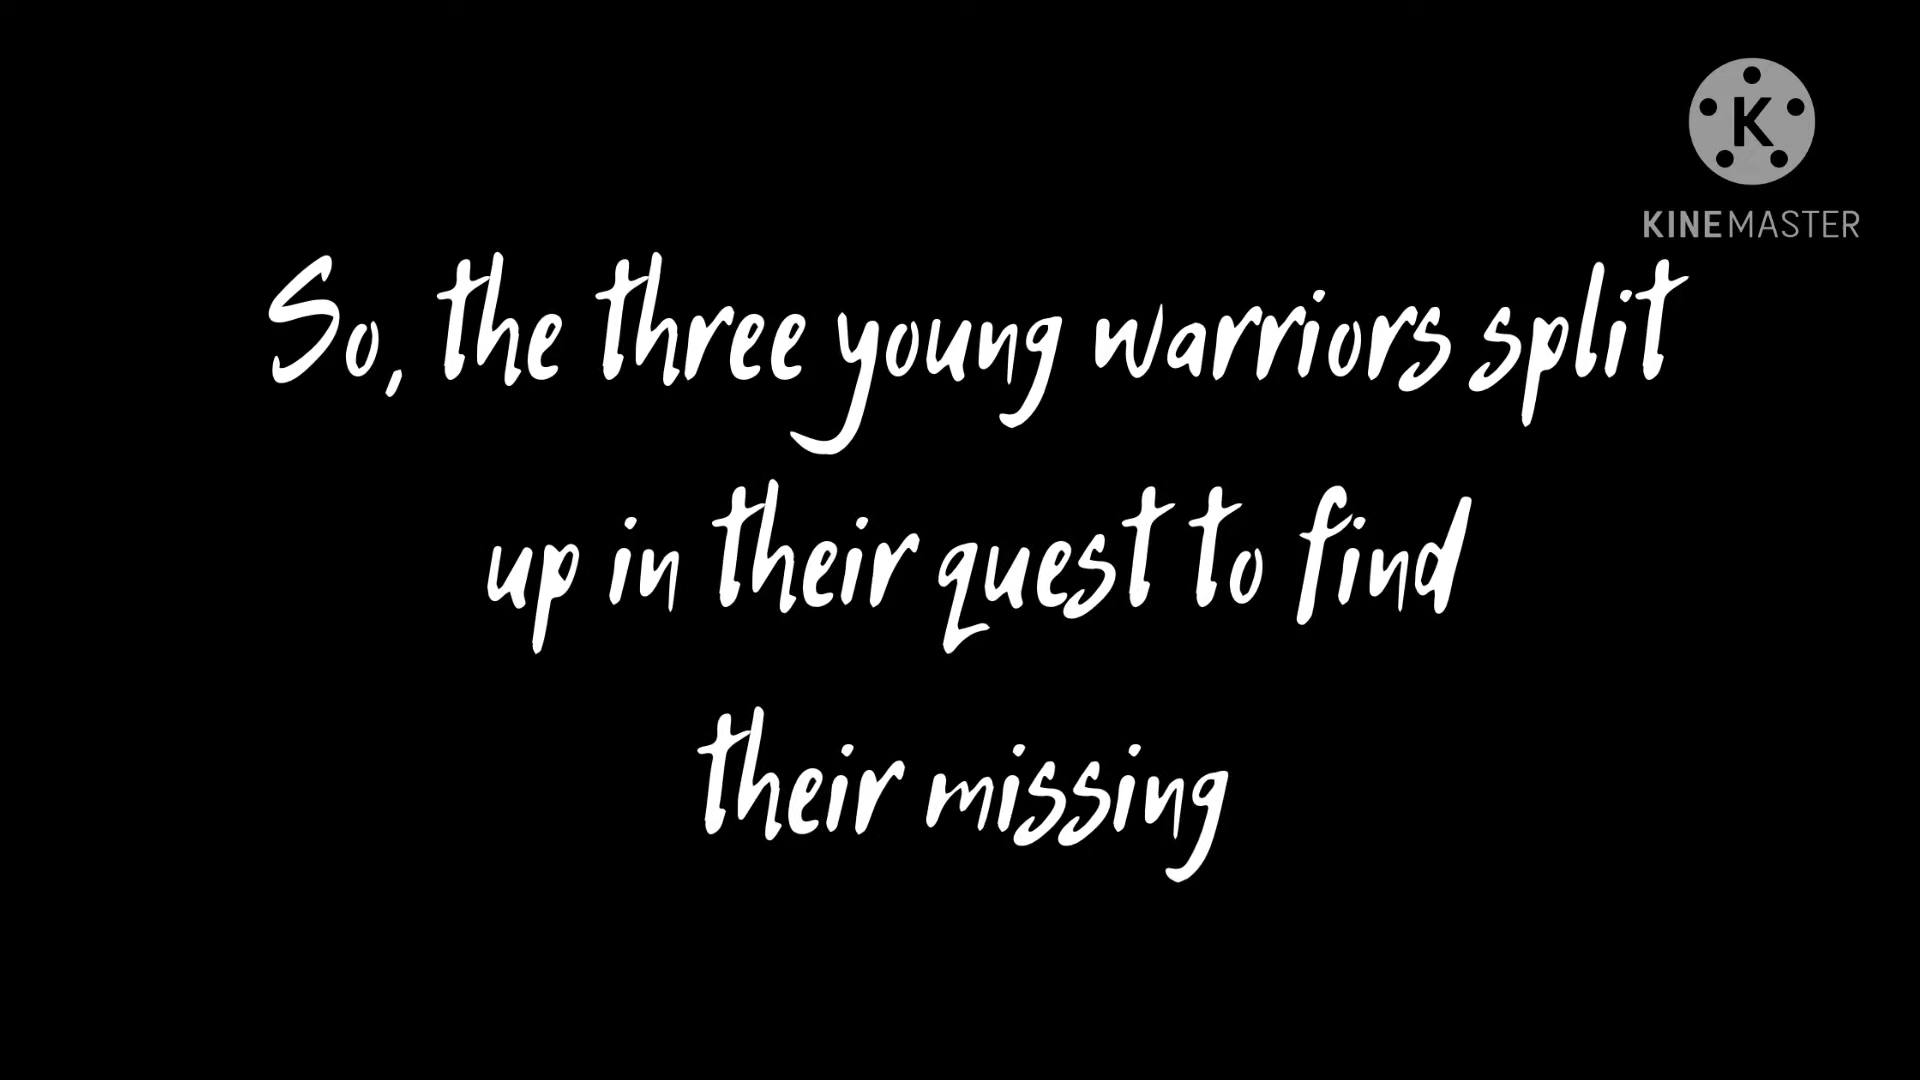 K
KINEMASTER
So, the three young warriors split
up in their quest to find
their missing